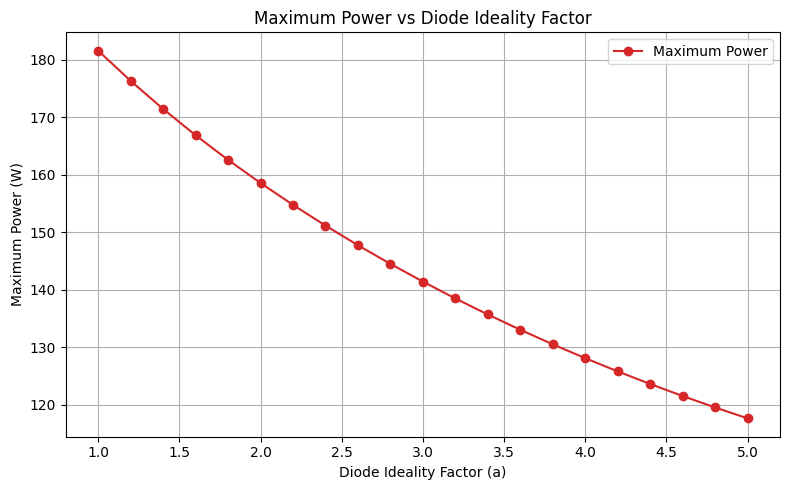 Maximum Power vs Diode Ideality Factor
Maximum Power
Maximum Power (W)
180
170
160
150
140
130
120
1.0 1.5 2.0 2.5 3.0 3.5 4.0 4.5 5.0
Diode Ideality Factor (a)